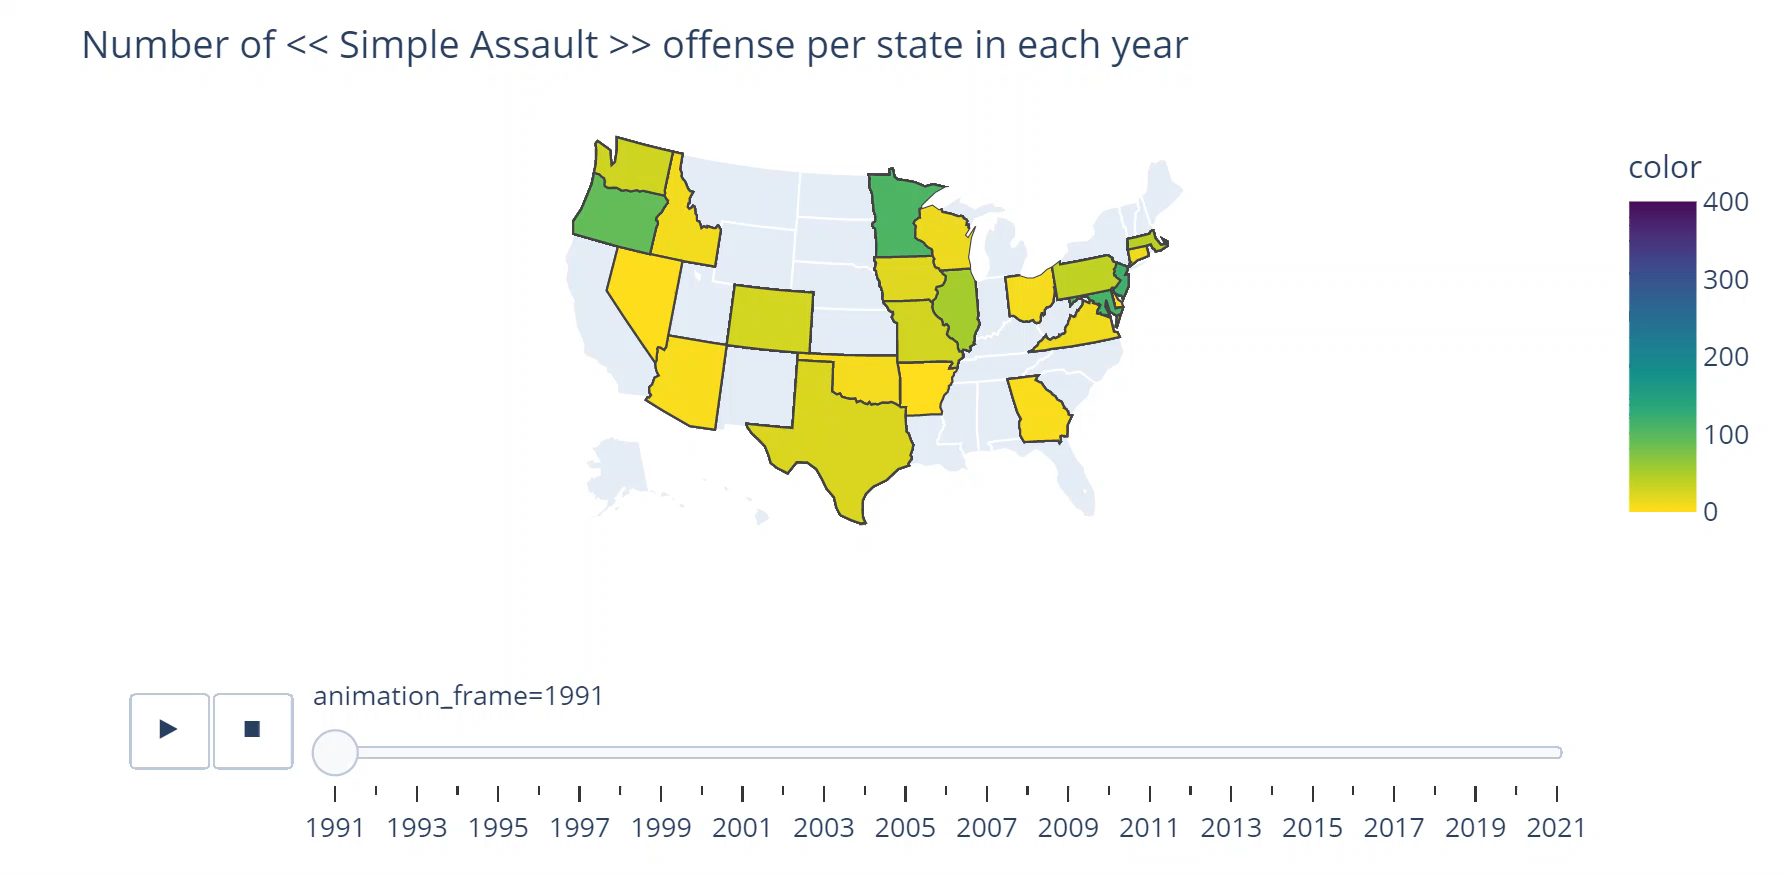 Number of << Simple Assault >> offense per state in each year
color
400
300
200
100
0
animation_frame=1991
1991 1993 1995 1997 1999 2001 2003 2005 2007 2009 2011 2013 2015 2017 2019 2021